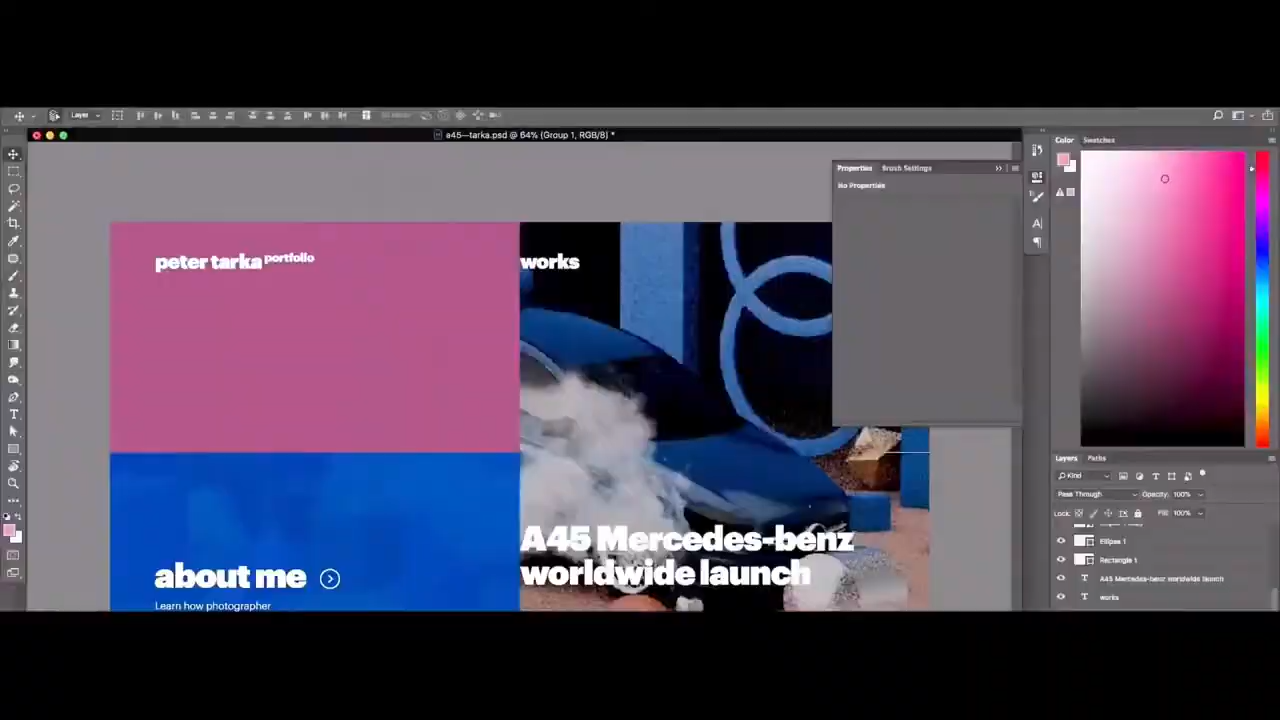 Layer
a45—tarka.psd @ 64% (Group 1, RGB/8) *
Color
Swatches
Properties
Brush Settings
No Properties
peter tarka portfolio
works
A45 Mercedes-benz
worldwide launch
about me
Learn how photographer
Layers
Paths
Kind
Pass Through
Opacity: 100%
Lock:
Fill: 100%
Ellipse 1
Rectangle 1
A45 Mercedes-benz worldwide launch
works